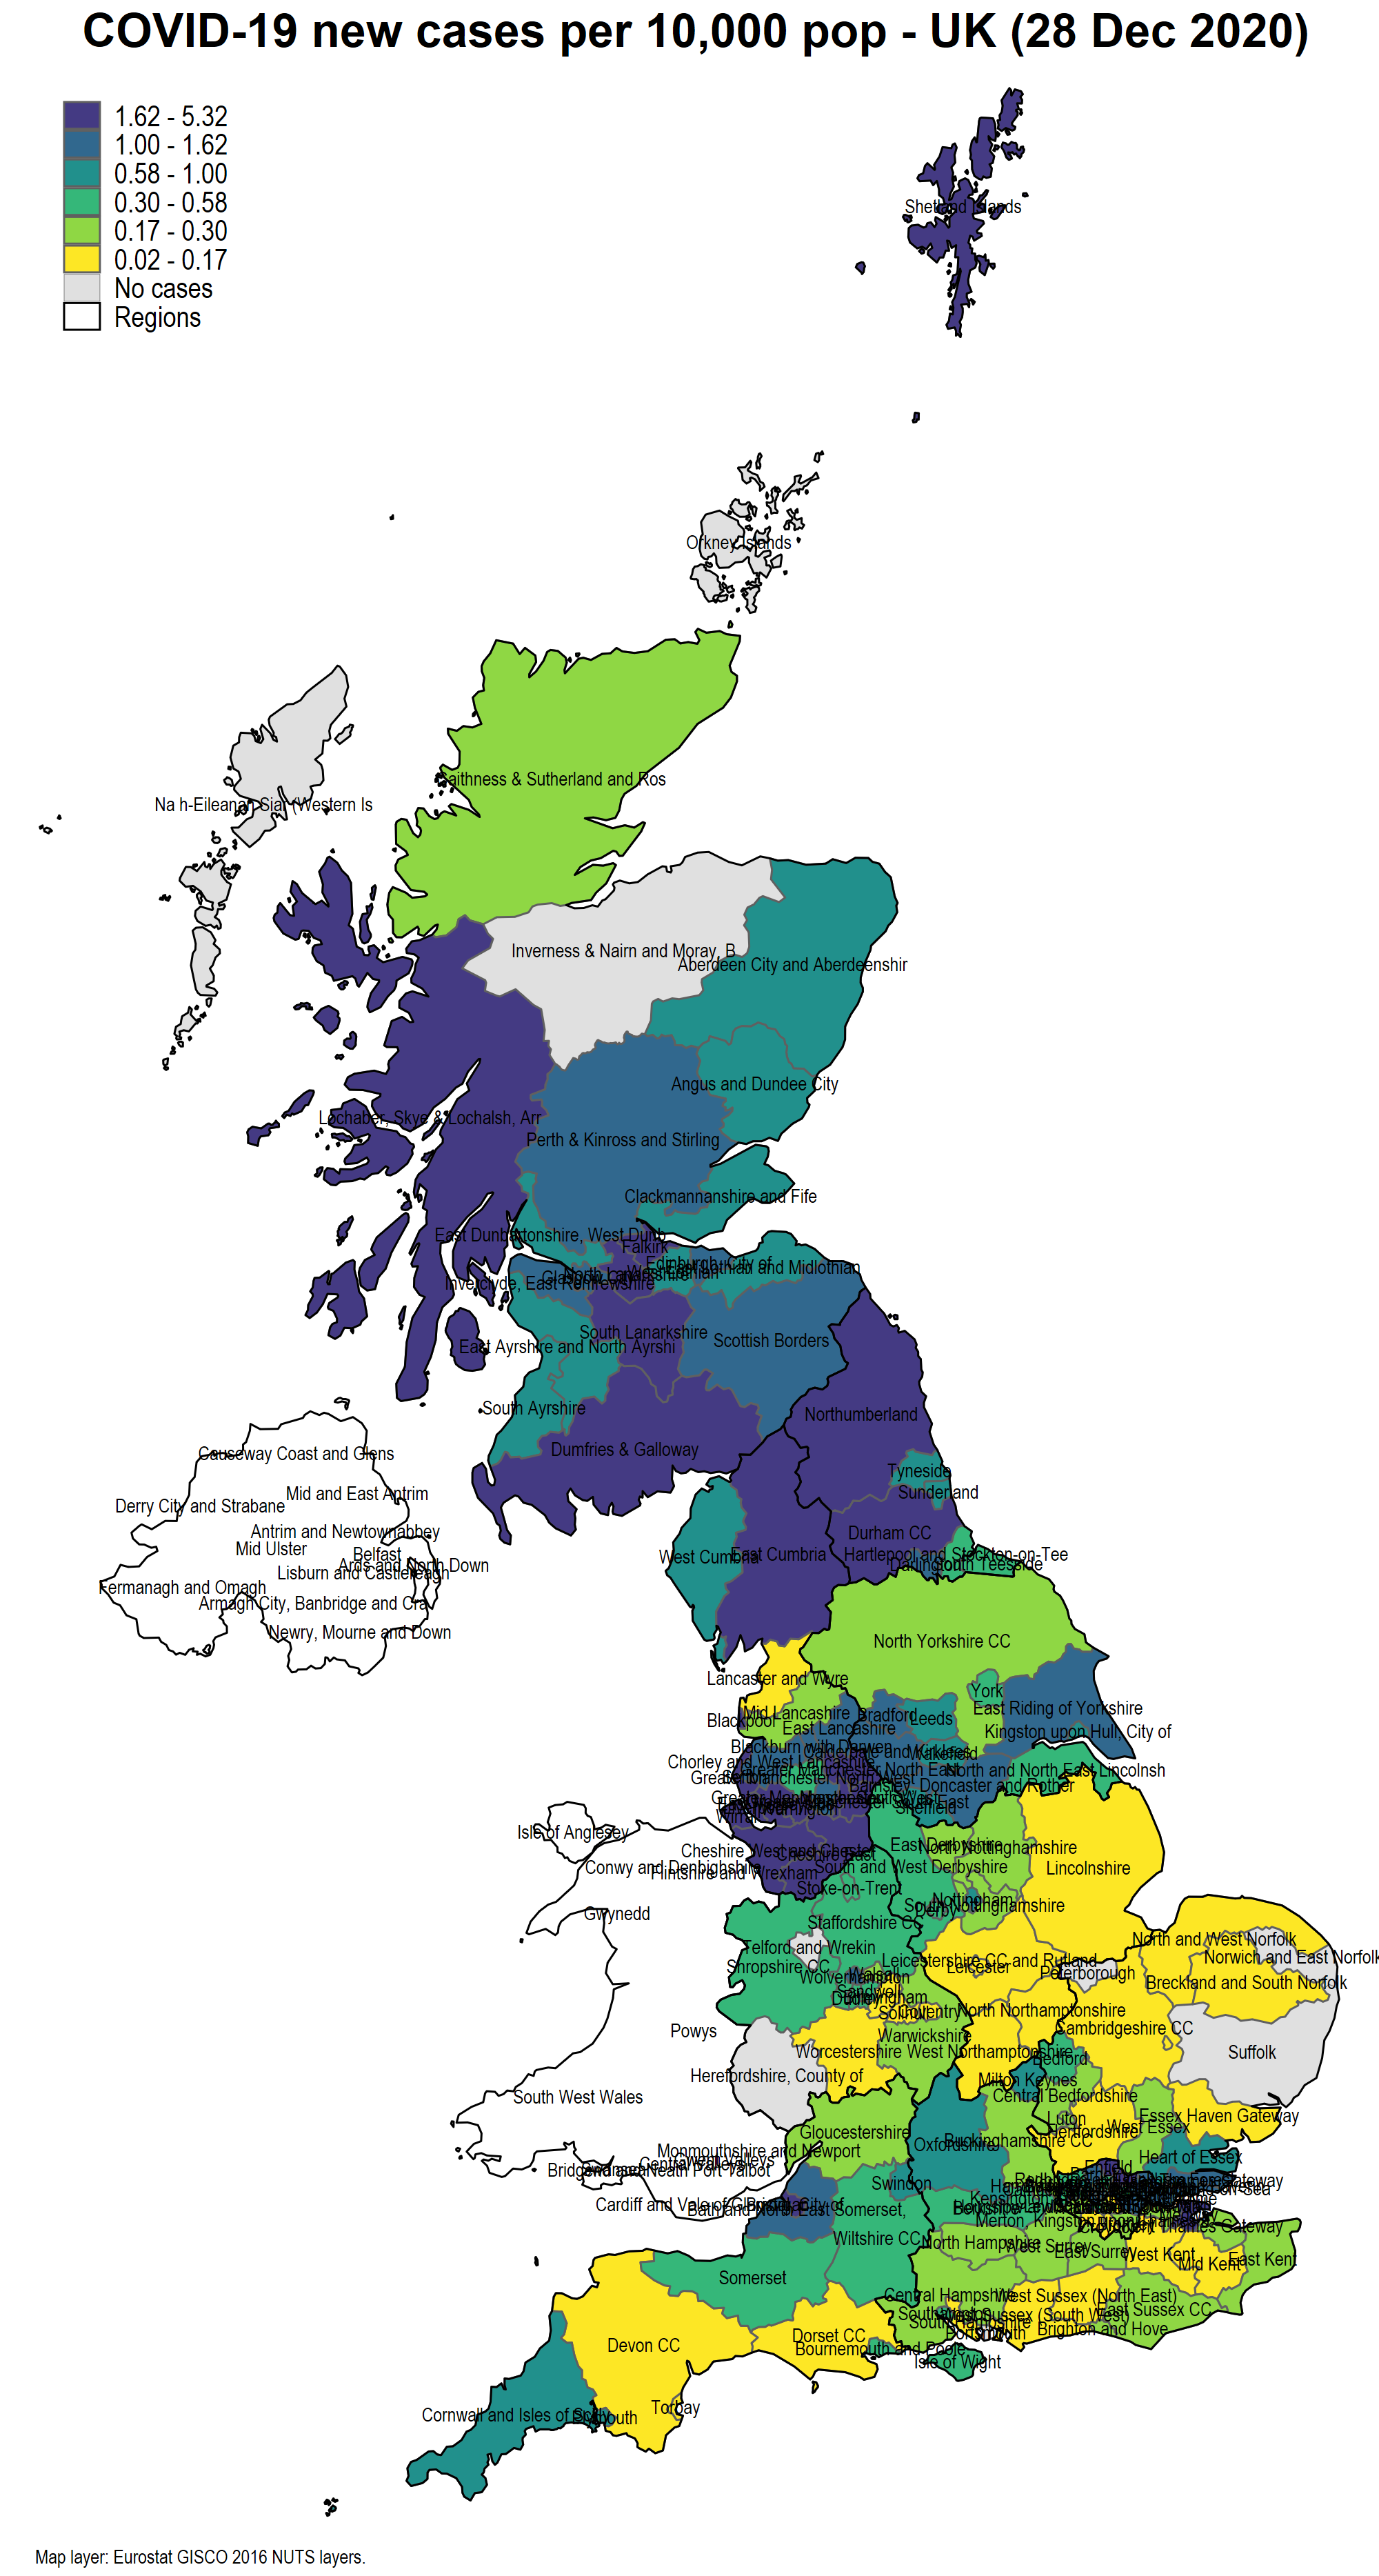 COVID-19 new cases per 10,000 pop - UK (28 Dec 2020)
1.62 - 5.32
1.00 - 1.62
0.58 - 1.00
0.30 - 0.58
0.17 - 0.30
0.02 - 0.17
No cases
Regions
Shetland Islands
Orkney Islands
Caithness & Sutherland and Ros
Na h-Eileanan Siar (Western Is
Inverness & Nairn and Moray, B
Aberdeen City and Aberdeenshir
Angus and Dundee City
Lochaber, Skye & Lochalsh, Arr
Perth & Kinross and Stirling
Clackmannanshire and Fife
East Dunbartonshire, West Dunb
Falkirk
Edinburgh, City of
East Lothian and Midlothian
Inverclyde, East Renfrewshire
South Lanarkshire
Scottish Borders
East Ayrshire and North Ayrshi
South Ayrshire
Northumberland
Dumfries & Galloway
Causeway Coast and Glens
Tyneside
Sunderland
Mid and East Antrim
Derry City and Strabane
Antrim and Newtownabbey
Durham CC
Mid Ulster
Belfast
West Cumbria
East Cumbria
Hartlepool and Stockton-on-Tee
Darlington
South Teesside
Ards and North Down
Lisburn and Castlereagh
Fermanagh and Omagh
Armagh City, Banbridge and Cra
Newry, Mourne and Down
North Yorkshire CC
Lancaster and Wyre
York
East Riding of Yorkshire
Mid Lancashire
Bradford
Leeds
Blackpool
East Lancashire
Kingston upon Hull, City of
Blackburn with Darwen
Calderdale and Kirklees
Wakefield
Chorley and West Lancashire
Greater Manchester North East
North and North East Lincolnsh
Greater Manchester North West
Barnsley, Doncaster and Rother
Sheffield
Warrington
Wirral
Isle of Anglesey
East Derbyshire
North Nottinghamshire
Cheshire West and Chester
Cheshire East
Conwy and Denbighshire
Flintshire and Wrexham
South and West Derbyshire
Lincolnshire
Stoke-on-Trent
Nottingham
South Nottinghamshire
Derby
Gwynedd
Staffordshire CC
North and West Norfolk
Telford and Wrekin
Norwich and East Norfolk
Leicestershire CC and Rutland
Shropshire CC
Leicester
Peterborough
Walsall
Wolverhampton
Breckland and South Norfolk
Sandwell
Dudley
Birmingham
Solihull
Coventry
North Northamptonshire
Cambridgeshire CC
Powys
Warwickshire
Worcestershire
West Northamptonshire
Suffolk
Bedford
Herefordshire, County of
Milton Keynes
Central Bedfordshire
South West Wales
Essex Haven Gateway
Luton
Hertfordshire
West Essex
Gloucestershire
Buckinghamshire CC
Oxfordshire
Monmouthshire and Newport
Heart of Essex
Central Valleys
Gwent Valleys
Bridgend and Neath Port Talbot
Swansea
Enfield
Swindon
Cardiff and Vale of Glamorgan
Bristol, City of
Bath and North East Somerset,
Wiltshire CC
North Hampshire
West Surrey
East Surrey
West Kent
Mid Kent
East Kent
Somerset
Central Hampshire
West Sussex (North East)
Southampton
West Sussex (South West)
East Sussex CC
South Hampshire
Brighton and Hove
Portsmouth
Devon CC
Dorset CC
Bournemouth and Poole
Isle of Wight
Torbay
Cornwall and Isles of Scilly
Plymouth
Map layer: Eurostat GISCO 2016 NUTS layers.